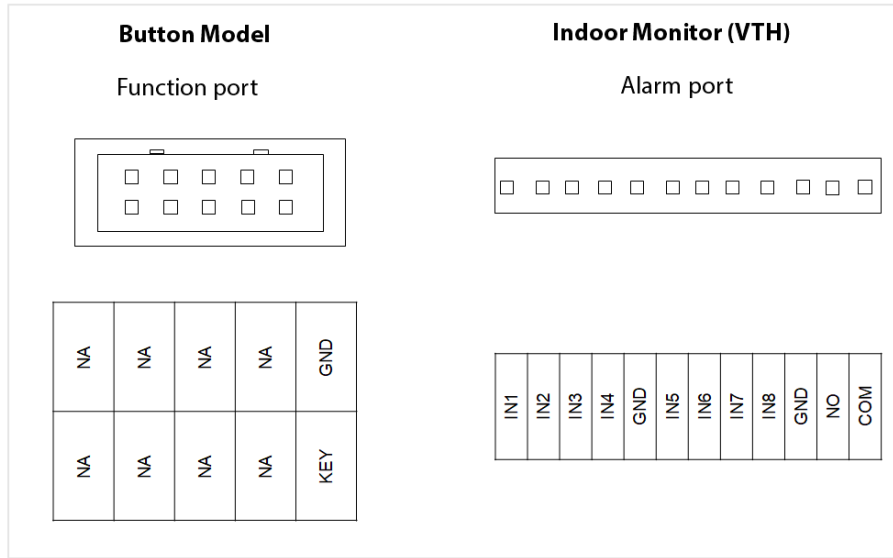 Button Model
Function port
NA NA NA NA GND
NA NA NA NA KEY
Indoor Monitor (VTH)
Alarm port
IN1 IN2 IN3 IN4 GND IN5 IN6 IN7 IN8 GND NO COM